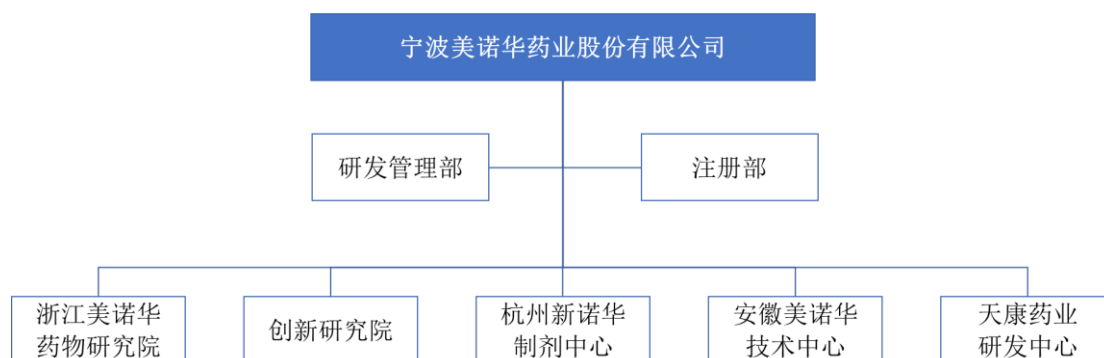 宁波美诺华药业股份有限公司
研发管理部
注册部
浙江美诺华
药物研究院
创新研究院
杭州新诺华
制剂中心
安徽美诺华
技术中心
天康药业
研发中心